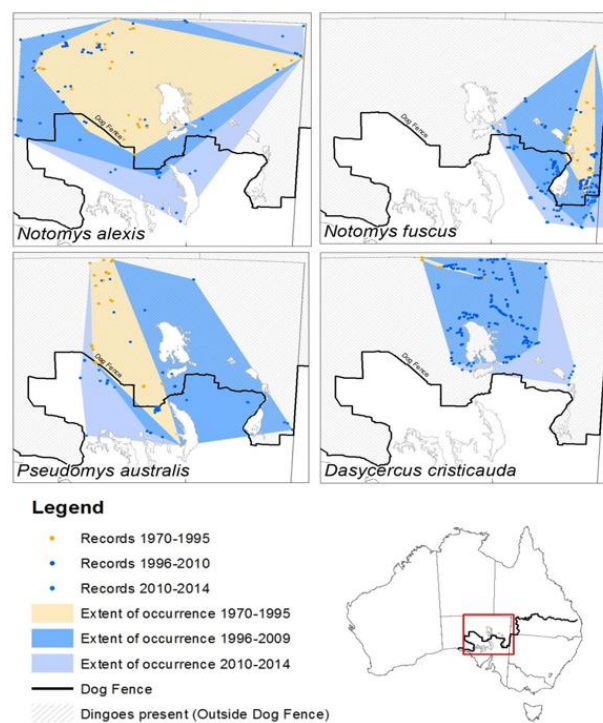 Dog Fence
Notomys alexis
Notomys fuscus
Dog Fence
Pseudomys australis
Dog Fence
Dasycercus cristicauda
Legend
Records 1970-1995
Records 1996-2010
Records 2010-2014
Extent of occurrence 1970-1995
Extent of occurrence 1996-2009
Extent of occurrence 2010-2014
Dog Fence
Dingoes present (Outside Dog Fence)